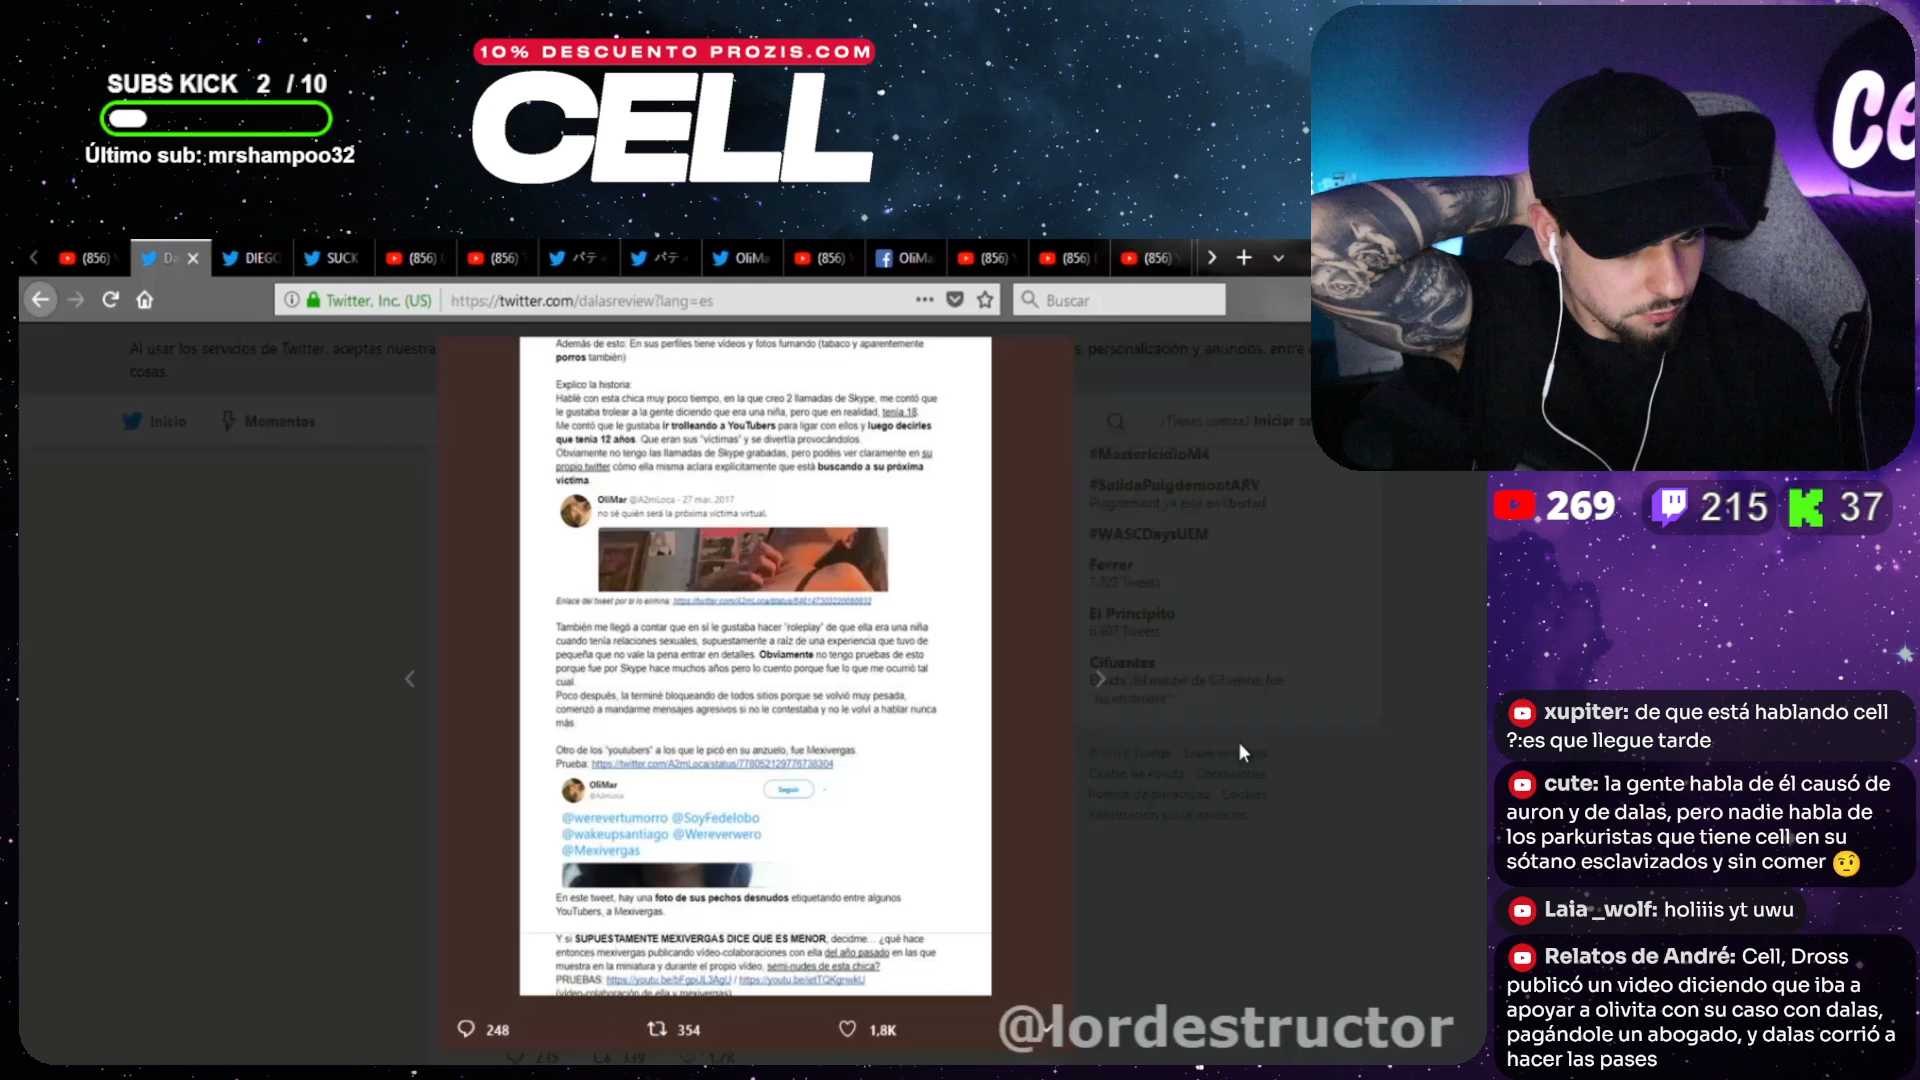 10% DESCUENTO PROZIS.COM
CELL
SUBS KICK 2 / 10
Último sub: mrshampoo32
Ce
(856)
Da
DIEGO
SUCK
(856)
(856)
パテ
パテ
OliMa
(856)
OliMa
(856)
(856)
(856)
Twitter, Inc. (US)
https://twitter.com/dalasreview?lang=es
Buscar
Al usar los servicios de Twitter, aceptas nuestra
personalización y anuncios, entre
cosas.
Inicio
Momentos
¿Tienes cuenta? Iniciar se
Además de esto: En sus perfiles tiene vídeos y fotos fumando (tabaco y aparentemente
porros también)
Explico la historia:
Hablé con esta chica muy poco tiempo, en la que creo 2 llamadas de Skype, me contó que
le gustaba trolear a la gente diciendo que era una niña, pero que en realidad, tenía 18.
Me contó que le gustaba ir trolleando a YouTubers para ligar con ellos y luego decirles
que tenía 12 años. Que eran sus "víctimas" y se divertía provocándolos.
Obviamente no tengo las llamadas de Skype grabadas, pero podéis ver claramente en su
propio twitter cómo ella misma aclara explícitamente que está buscando a su próxima
víctima.
OliMar @A2mLoca - 27 mar. 2017
no sé quién será la próxima víctima virtual.
Enlace del tweet por si lo elimina:
También me llegó a contar que en sí le gustaba hacer "roleplay" de que ella era una niña
cuando tenía relaciones sexuales, supuestamente a raíz de una experiencia que tuvo de
pequeña que no vale la pena entrar en detalles. Obviamente no tengo pruebas de esto
porque fue por Skype hace muchos años pero lo cuento porque fue lo que me ocurrió tal
cual.
Poco después, la terminé bloqueando de todos sitios porque se volvió muy pesada,
comenzó a mandarme mensajes agresivos si no le contestaba y no le volví a hablar nunca
más.
Otro de los "youtubers" a los que le picó en su anzuelo, fue Mexivergas.
Prueba: https://twitter.com/A2mLoca/status/778052129776738304
OliMar
@A2mLoca
Seguir
@werevertumorro @SoyFedelobo
@wakeupsantiago @Wereverwero
@Mexivergas
En este tweet, hay una foto de sus pechos desnudos etiquetando entre algunos
YouTubers, a Mexivergas.
Y si SUPUESTAMENTE MEXIVERGAS DICE QUE ES MENOR, decidme... ¿qué hace
entonces mexivergas publicando vídeo-colaboraciones con ella del año pasado en las que
muestra en la miniatura y durante el propio vídeo, semi-nudes de esta chica?
PRUEBAS:
(vídeo-colaboración de ella y mexivergas)
248
354
1,8K
235
339
1,7K
#MastericidioM4
#SalidaPuigdemontARV
Puigdemont ya está en libertad
#WASCDaysUEM
Ferrer
El Principito
Cifuentes
@lordestructor
269
215
37
xupiter: de que está hablando cell
?:es que llegue tarde
cute: la gente habla de él causó de
auron y de dalas, pero nadie habla de
los parkuristas que tiene cell en su
sótano esclavizados y sin comer 🤨
Laia_wolf: holiiis yt uwu
Relatos de André: Cell, Dross
publicó un video diciendo que iba a
apoyar a olivita con su caso con dalas,
pagándole un abogado, y dalas corrió a
hacer las pases